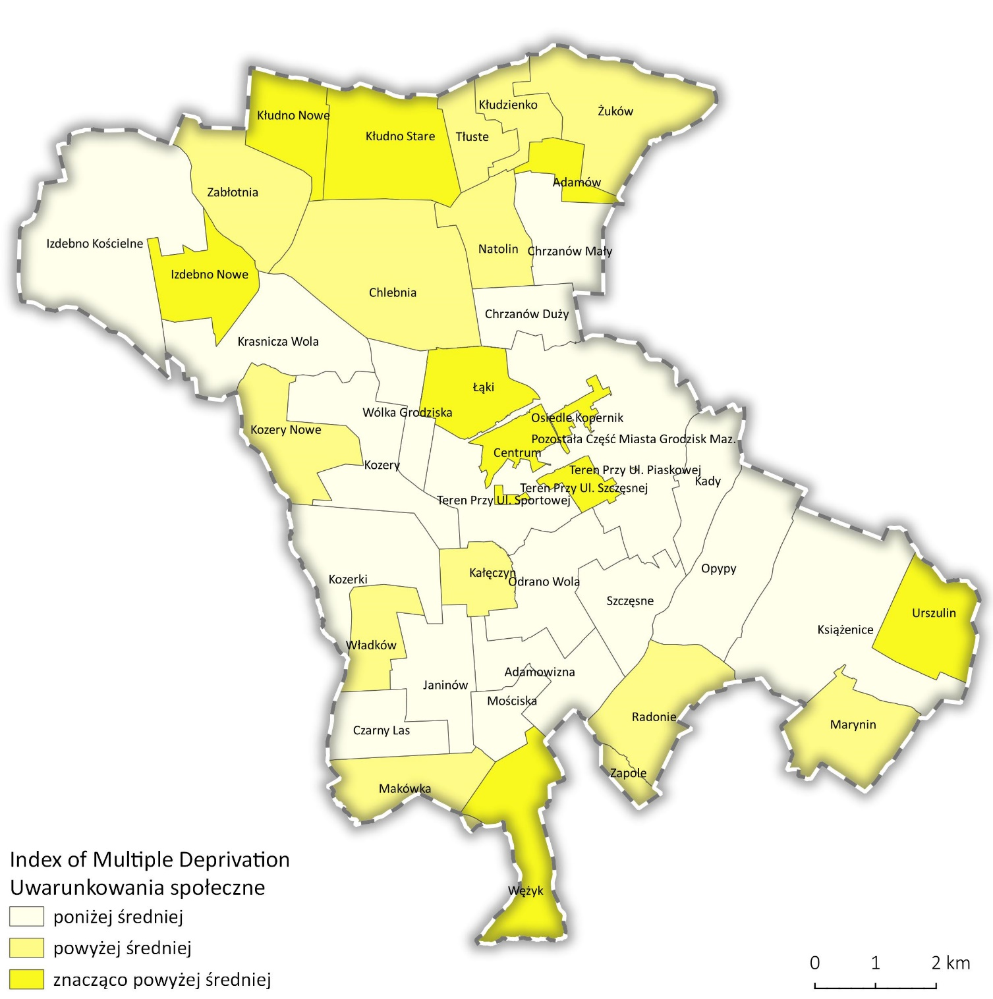 Kłudzienko
Żuków
Kłudno Nowe
Kłudno Stare
Tłuste
Adamów
Zabłotnia
Izdebno Kościelne
Natolin
Chrzanów Mały
Izdebno Nowe
Chlebnia
Chrzanów Duży
Krasnicza Wola
Łąki
Wólka Grodziska
Osiedle Kopernik
Kozery Nowe
Pozostała Część Miasta Grodzisk Maz.
Centrum
Kozery
Teren Przy Ul. Piaskowej
Kady
Teren Przy Ul. Szczęsnej
Teren Przy Ul. Sportowej
Opypy
Kałęczyn
Kozerki
Odrano Wola
Szczęsne
Urszulin
Książenice
Władków
Adamowizna
Janinów
Mościska
Radonie
Marynin
Czarny Las
Zapole
Makówka
Wężyk
Index of Multiple Deprivation
Uwarunkowania społeczne
poniżej średniej
powyżej średniej
znacząco powyżej średniej
0 1 2 km